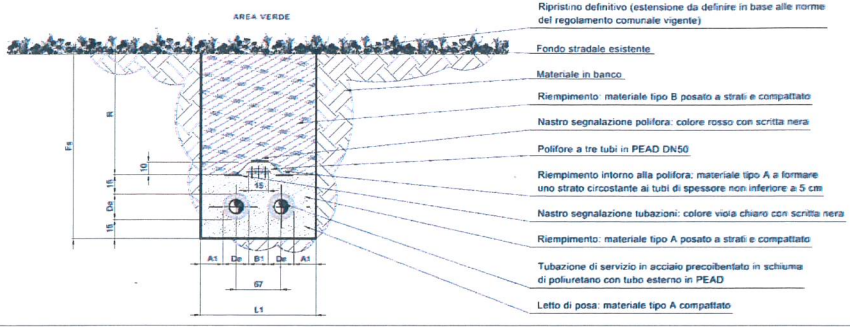 AREA VERDE
Ripristino definitivo (estensione da definire in base alle norme
del regolamento comunale vigente)
Fondo stradale esistente
Materiale in banco
Riempimento: materiale tipo B posato a strati e compattato
Nastro segnalazione polifora: colore rosso con scritta nera
Polifore a tre tubi in PEAD DN50
Riempimento intorno alla polifora: materiale tipo A a formare
uno strato circostante ai tubi di spessore non inferiore a 5 cm
Nastro segnalazione tubazioni: colore viola chiaro con scritta nera
Riempimento: materiale tipo A posato a strati e compattato
Tubazione di servizio in acciaio precoibentato in schiuma
di poliuretano con tubo esterno in PEAD
Letto di posa: materiale tipo A compattato
Fs
R
10
15
De
15
15
A1 De B1 De A1
67
L1